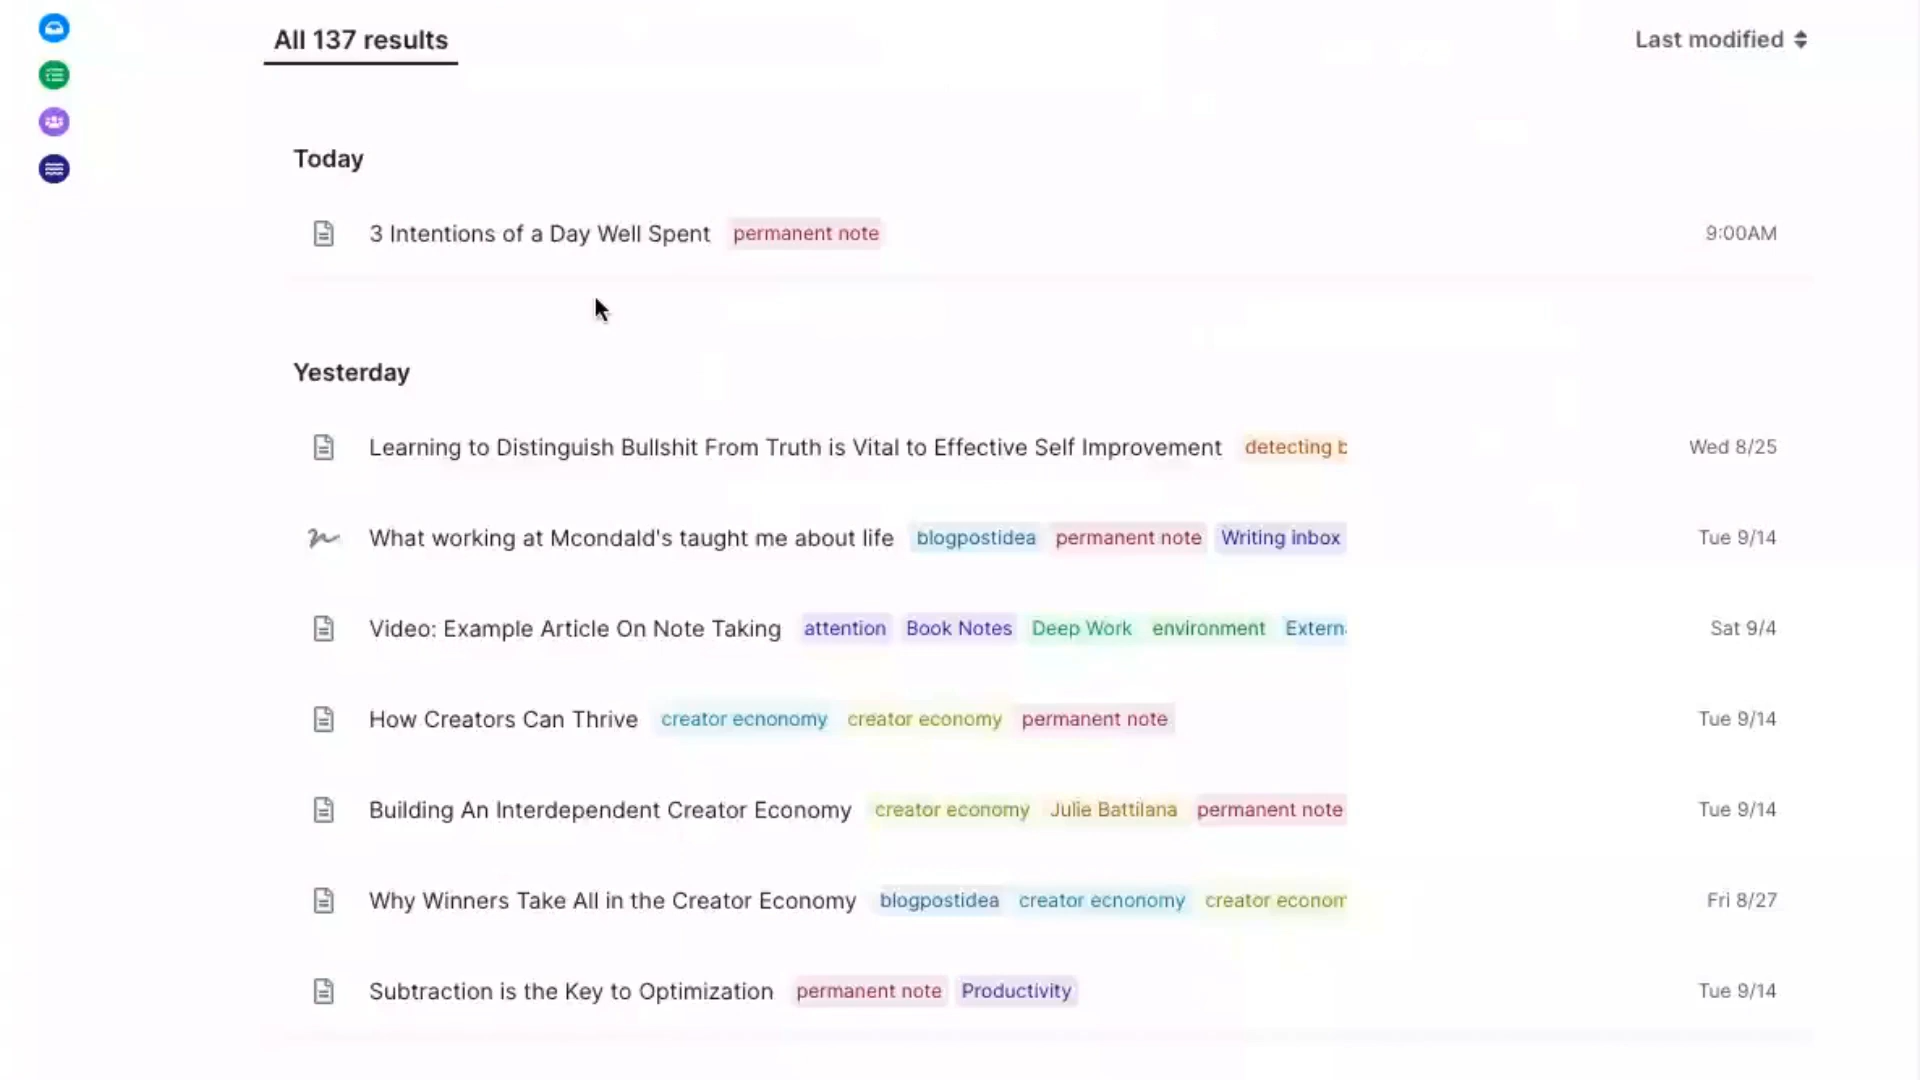 All 137 results Last modified
Today
3 Intentions of a Day Well Spent permanent note 9:00AM
Yesterday
Learning to Distinguish Bullshit From Truth is Vital to Effective Self Improvement detecting b Wed 8/25
What working at Mcondald's taught me about life blogpostidea permanent note Writing inbox Tue 9/14
Video: Example Article On Note Taking attention Book Notes Deep Work environment Extern Sat 9/4
How Creators Can Thrive creator ecnonomy creator economy permanent note Tue 9/14
Building An Interdependent Creator Economy creator economy Julie Battilana permanent note Tue 9/14
Why Winners Take All in the Creator Economy blogpostidea creator ecnonomy creator econom Fri 8/27
Subtraction is the Key to Optimization permanent note Productivity Tue 9/14